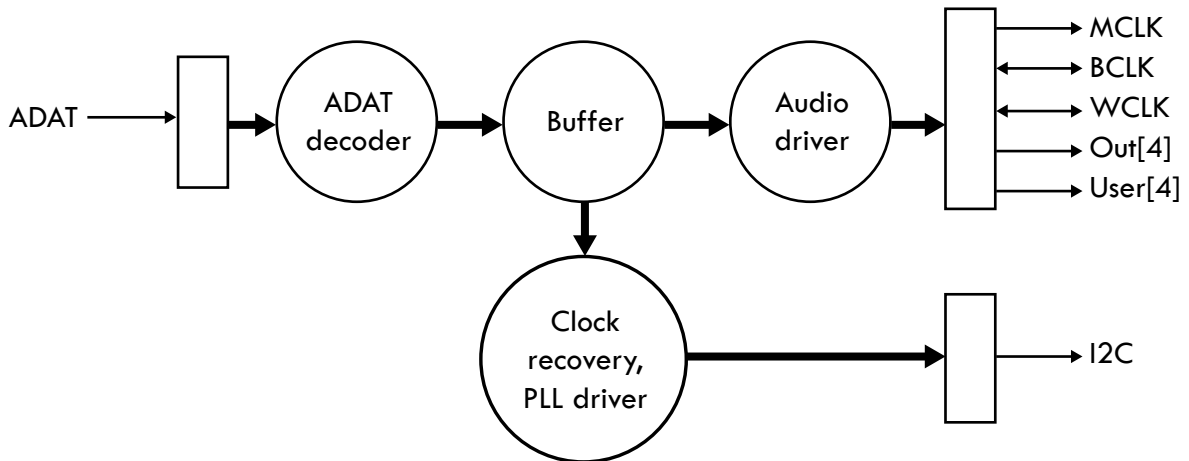 ADAT
ADAT
decoder
Buffer
Audio
driver
MCLK
BCLK
WCLK
Out[4]
User[4]
Clock
recovery,
PLL driver
I2C